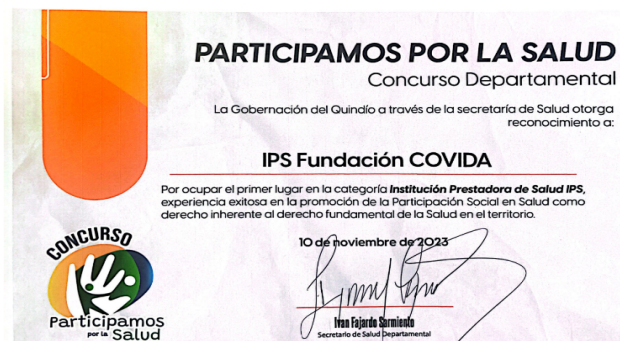 PARTICIPAMOS POR LA SALUD
Concurso Departamental
La Gobernación del Quindío a través de la secretaría de Salud otorga
reconocimiento a:
IPS Fundación COVIDA
Por ocupar el primer lugar en la categoría Institución Prestadora de Salud IPS,
experiencia exitosa en la promoción de la Participación Social en Salud como
derecho inherente al derecho fundamental de la Salud en el territorio.
10 de noviembre de 2023
Ivan Fajardo Sarmiento
Secretario de Salud Departamental
CONCURSO
Participamos
por la Salud